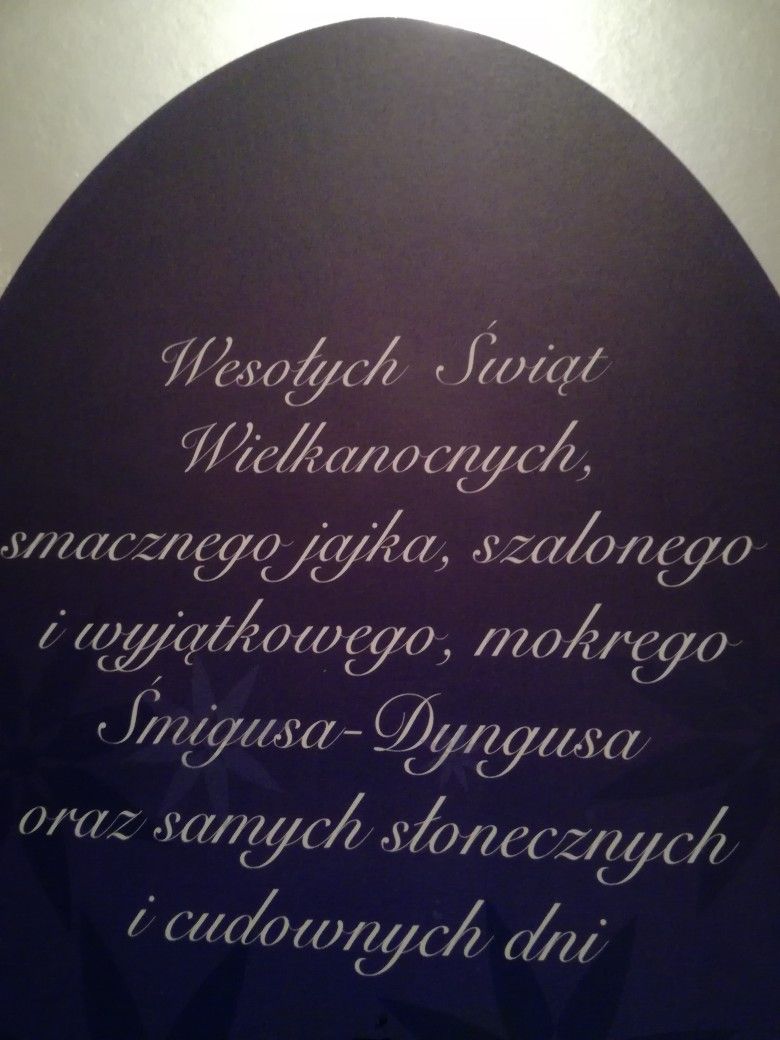 Wesołych Świąt
Wielkanocnych,
smacznego jajka, szalonego
i wyjątkowego, mokrego
Śmigusa-Dyngusa
oraz samych słonecznych
i cudownych dni